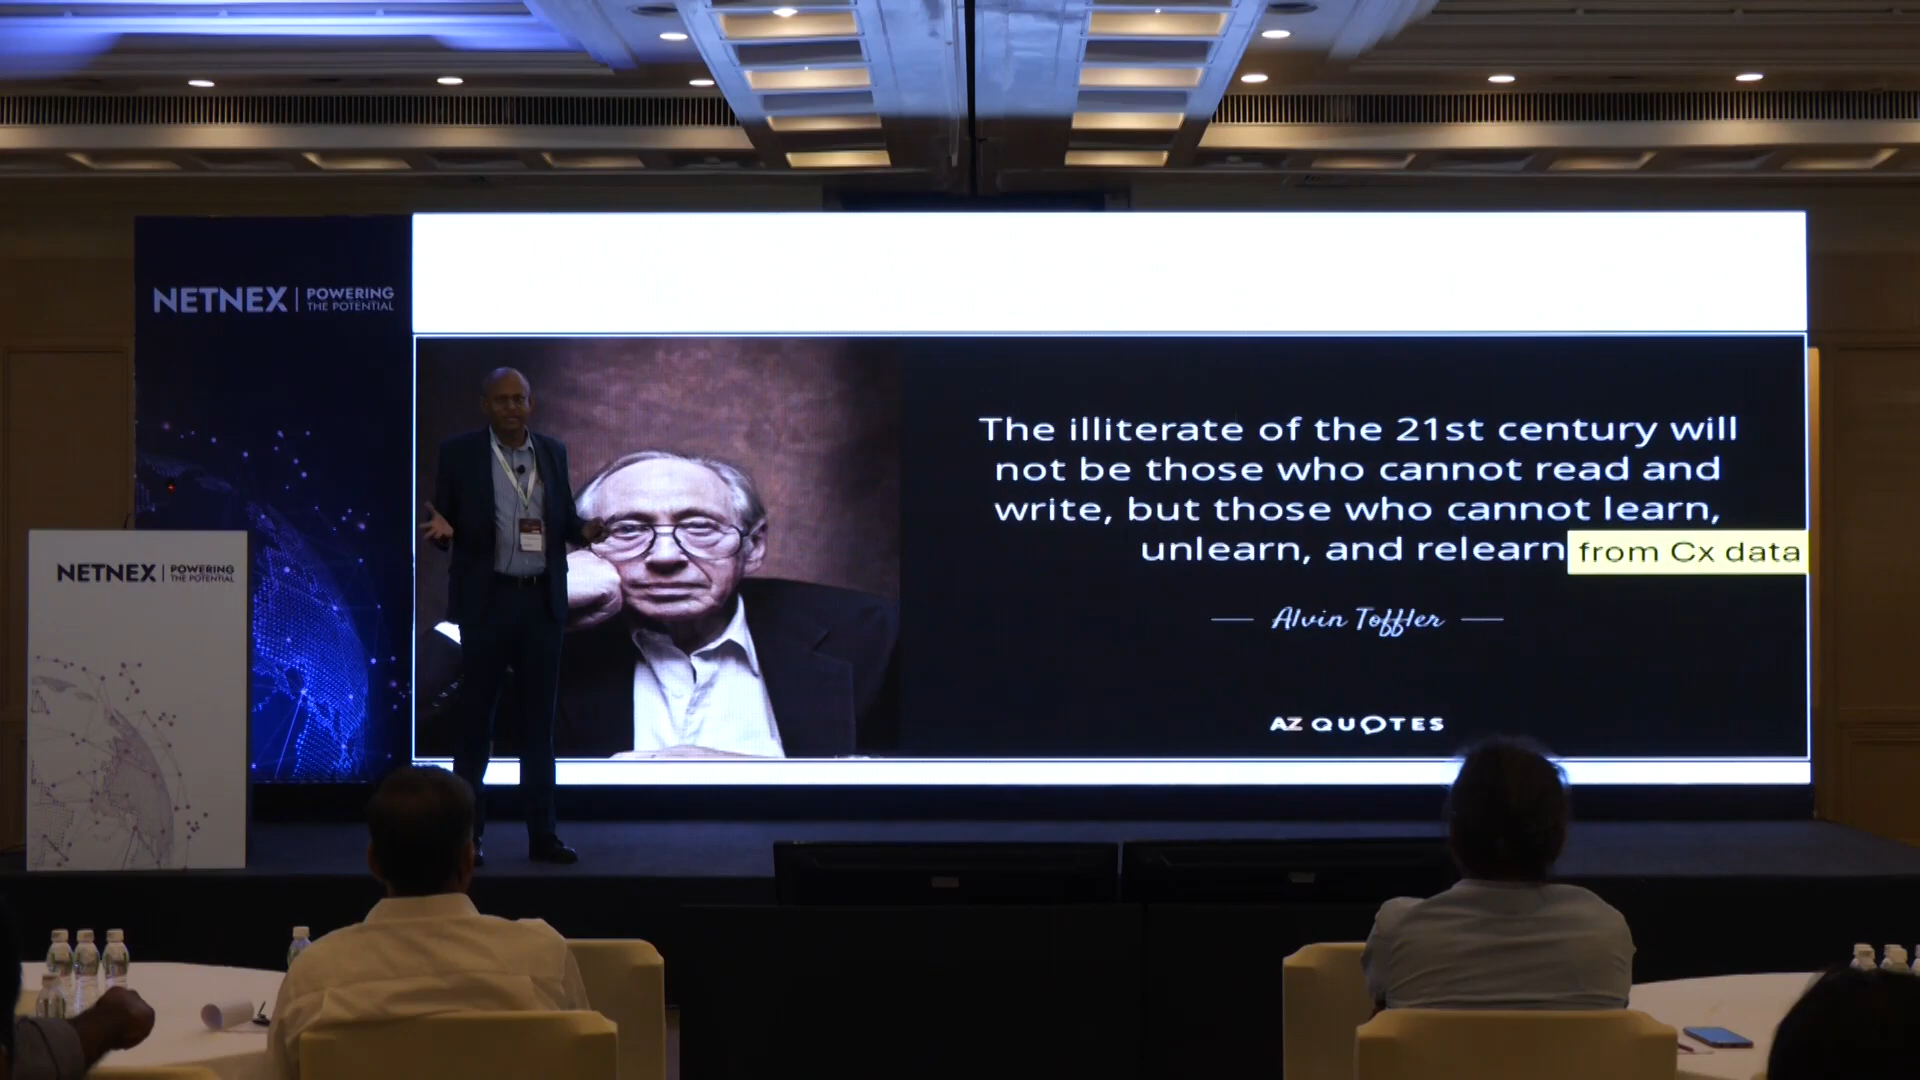 NETNEX | POWERING
THE POTENTIAL
The illiterate of the 21st century will
not be those who cannot read and
write, but those who cannot learn,
unlearn, and relearn from Cx data
Alvin Toffler
AZ QUOTES
NETNEX | POWERING
THE POTENTIAL